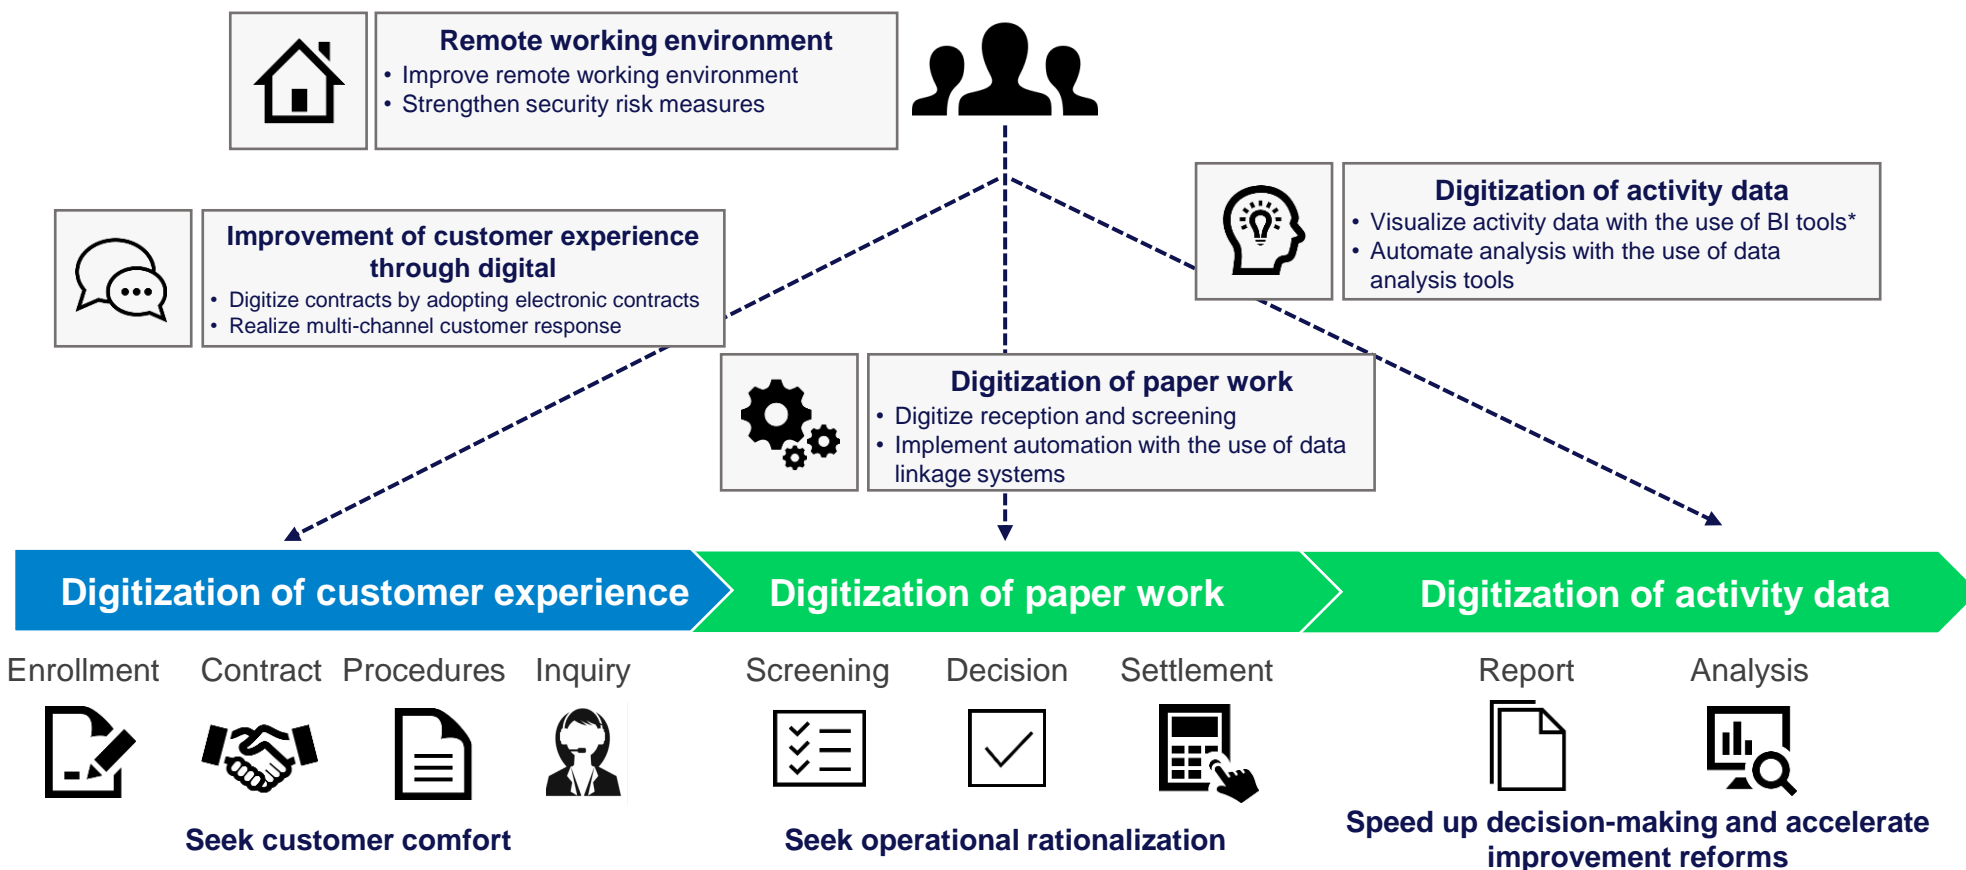 Remote working environment
• Improve remote working environment
• Strengthen security risk measures
Improvement of customer experience
through digital
• Digitize contracts by adopting electronic contracts
• Realize multi-channel customer response
Digitization of activity data
• Visualize activity data with the use of BI tools*
• Automate analysis with the use of data
analysis tools
Digitization of paper work
• Digitize reception and screening
• Implement automation with the use of data
linkage systems
Digitization of customer experience
Digitization of paper work
Digitization of activity data
Enrollment
Contract
Procedures
Inquiry
Screening
Decision
Settlement
Report
Analysis
Seek customer comfort
Seek operational rationalization
Speed up decision-making and accelerate
improvement reforms